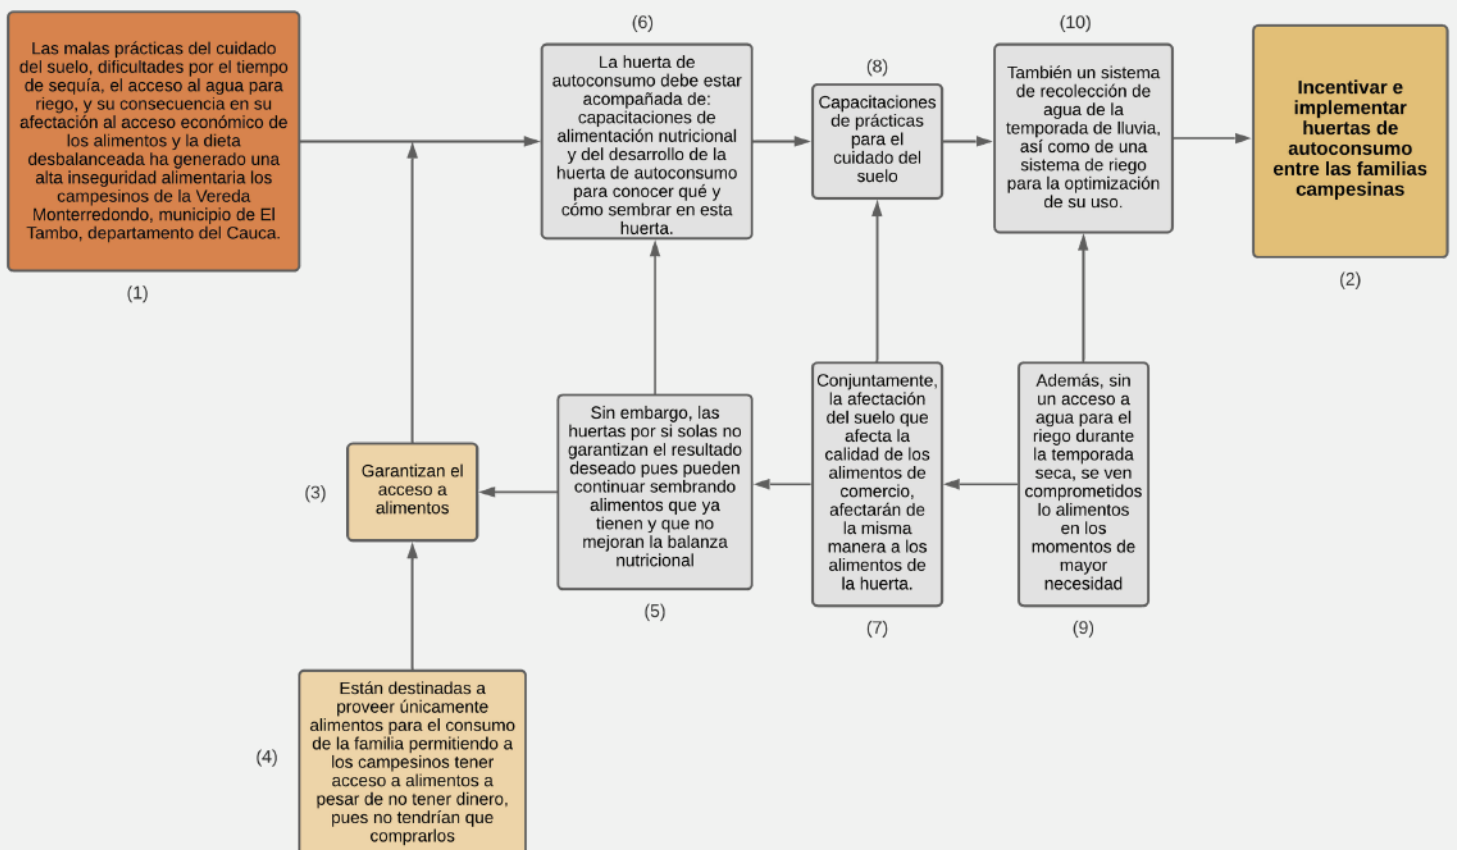 Las malas prácticas del cuidado
del suelo, dificultades por el tiempo
de sequía, el acceso al agua para
riego, y su consecuencia en su
afectación al acceso económico de
los alimentos y la dieta
desbalanceada ha generado una
alta inseguridad alimentaria los
campesinos de la Vereda
Monterredondo, municipio de El
Tambo, departamento del Cauca.
(1)
(6)
La huerta de
autoconsumo debe estar
acompañada de:
capacitaciones de
alimentación nutricional
y del desarrollo de la
huerta de autoconsumo
para conocer qué y
cómo sembrar en esta
huerta.
(8)
Capacitaciones
de prácticas
para el
cuidado del
suelo
(10)
También un sistema
de recolección de
agua de la
temporada de lluvia,
así como de una
sistema de riego
para la optimización
de su uso.
Incentivar e
implementar
huertas de
autoconsumo
entre las familias
campesinas
(2)
(3)
Garantizan el
acceso a
alimentos
Sin embargo, las
huertas por si solas no
garantizan el resultado
deseado pues pueden
continuar sembrando
alimentos que ya
tienen y que no
mejoran la balanza
nutricional
(5)
Conjuntamente,
la afectación
del suelo que
afecta la
calidad de los
alimentos de
comercio,
afectarán de
la misma
manera a los
alimentos de
la huerta.
(7)
Además, sin
un acceso a
agua para el
riego durante
la temporada
seca, se ven
comprometidos
lo alimentos
en los
momentos de
mayor
necesidad
(9)
(4)
Están destinadas a
proveer únicamente
alimentos para el consumo
de la familia permitiendo a
los campesinos tener
acceso a alimentos a
pesar de no tener dinero,
pues no tendrían que
comprarlos